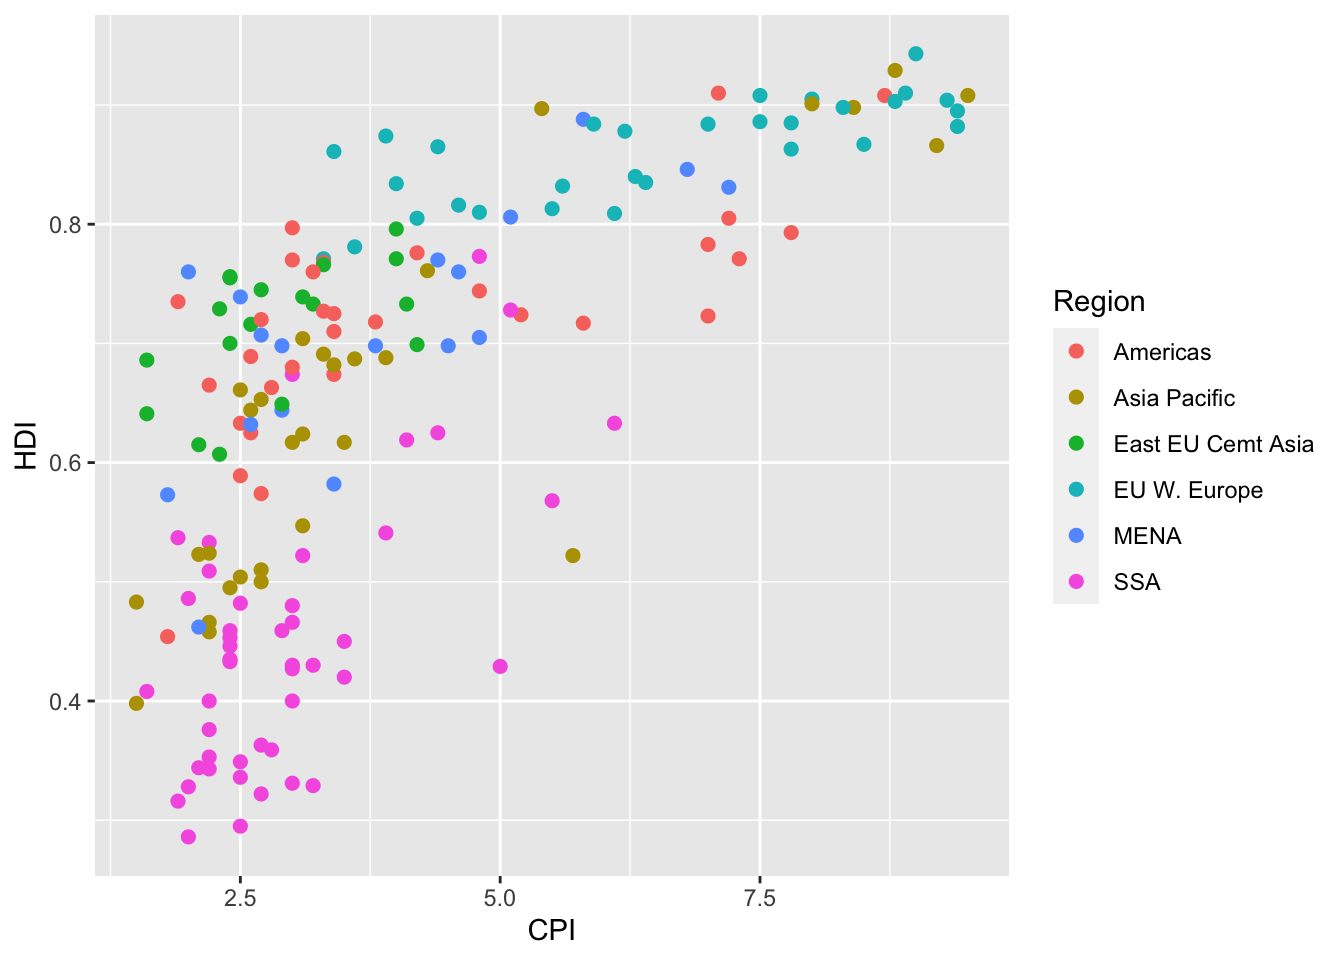 HDI
0.8
0.6
0.4
2.5 5.0 7.5
CPI
Region
Americas
Asia Pacific
East EU Cemt Asia
EU W. Europe
MENA
SSA